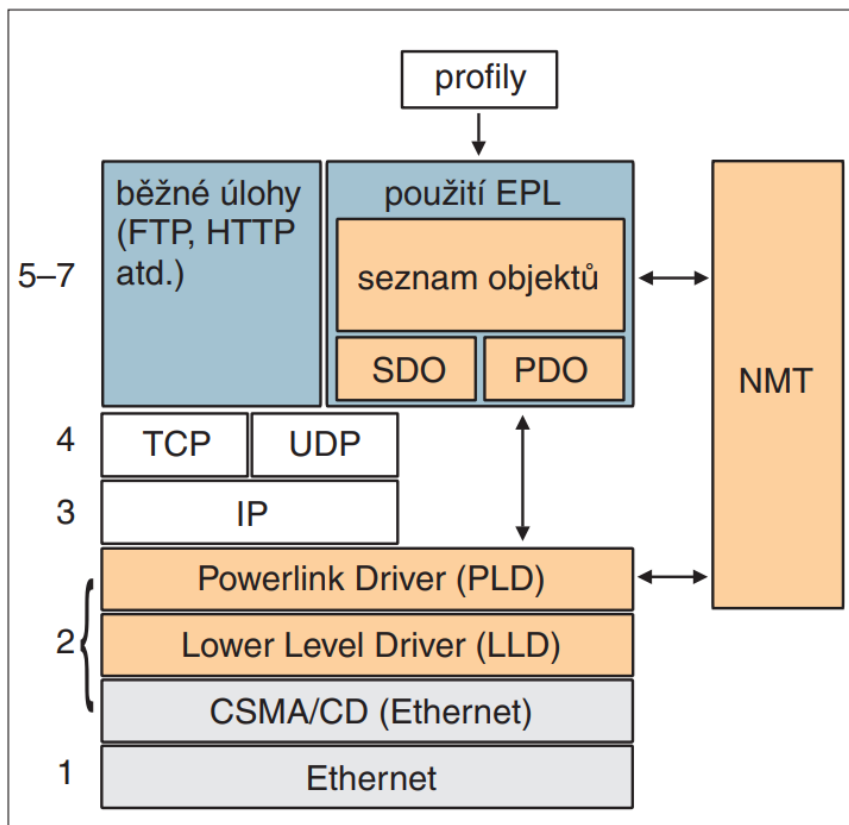 profily
běžné úlohy
(FTP, HTTP
atd.)
použití EPL
seznam objektů
SDO
PDO
NMT
5–7
4
TCP
UDP
3
IP
Powerlink Driver (PLD)
2
Lower Level Driver (LLD)
CSMA/CD (Ethernet)
1
Ethernet